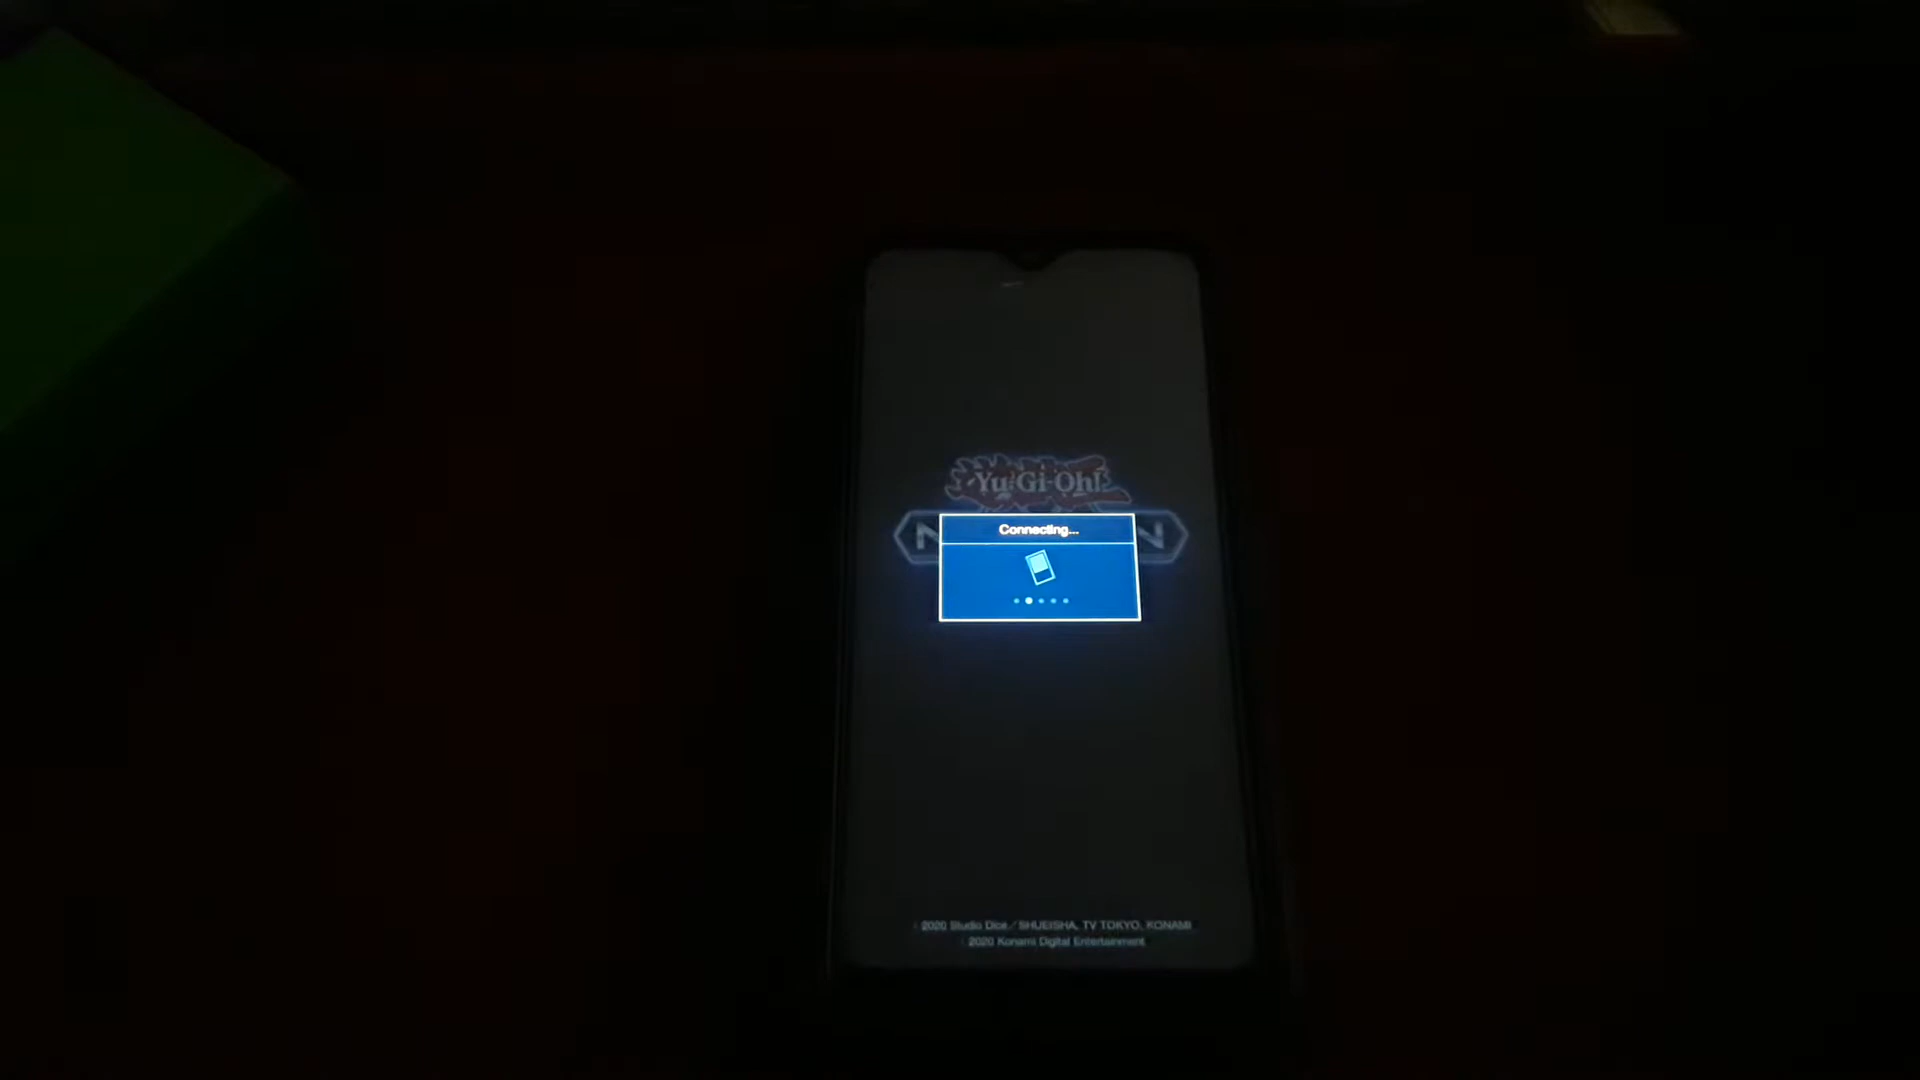 Yu-Gi-Oh!
N
N
Connecting...
2020 Studio Dice/SHUEISHA, TV TOKYO, KONAMI
2020 Konami Digital Entertainment